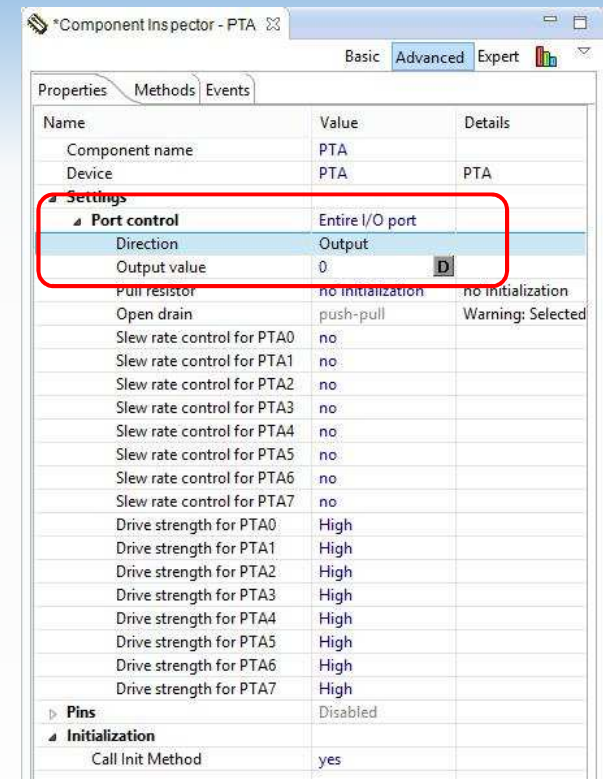 *Component Inspector - PTA
Basic Advanced Expert
Properties Methods Events
Name Value Details
Component name PTA
Device PTA PTA
Settings
Port control Entire I/O port
Direction Output
Output value 0 D
Pull resistor no initialization no initialization
Open drain push-pull Warning: Selected
Slew rate control for PTA0 no
Slew rate control for PTA1 no
Slew rate control for PTA2 no
Slew rate control for PTA3 no
Slew rate control for PTA4 no
Slew rate control for PTA5 no
Slew rate control for PTA6 no
Slew rate control for PTA7 no
Drive strength for PTA0 High
Drive strength for PTA1 High
Drive strength for PTA2 High
Drive strength for PTA3 High
Drive strength for PTA4 High
Drive strength for PTA5 High
Drive strength for PTA6 High
Drive strength for PTA7 High
Pins Disabled
Initialization
Call Init Method yes